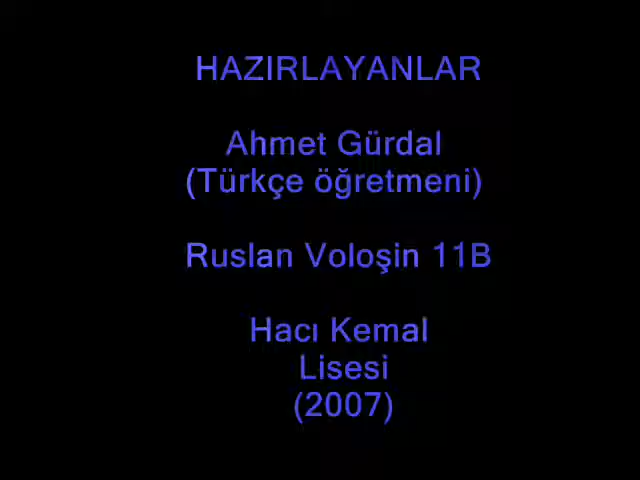 HAZIRLAYANLAR
Ahmet Gürdal
(Türkçe öğretmeni)
Ruslan Voloşin 11B
Hacı Kemal
Lisesi
(2007)